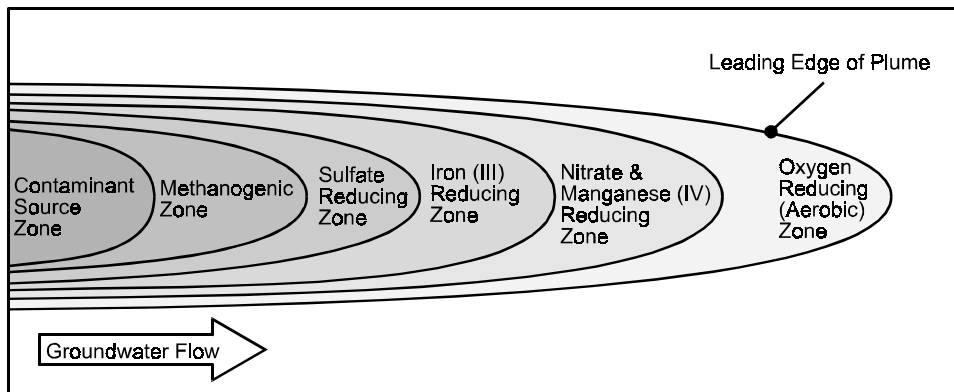 Leading Edge of Plume
Contaminant
Source
Zone
Methanogenic
Zone
Sulfate
Reducing
Zone
Iron (III)
Reducing
Zone
Nitrate &
Manganese (IV)
Reducing
Zone
Oxygen
Reducing
(Aerobic)
Zone
Groundwater Flow